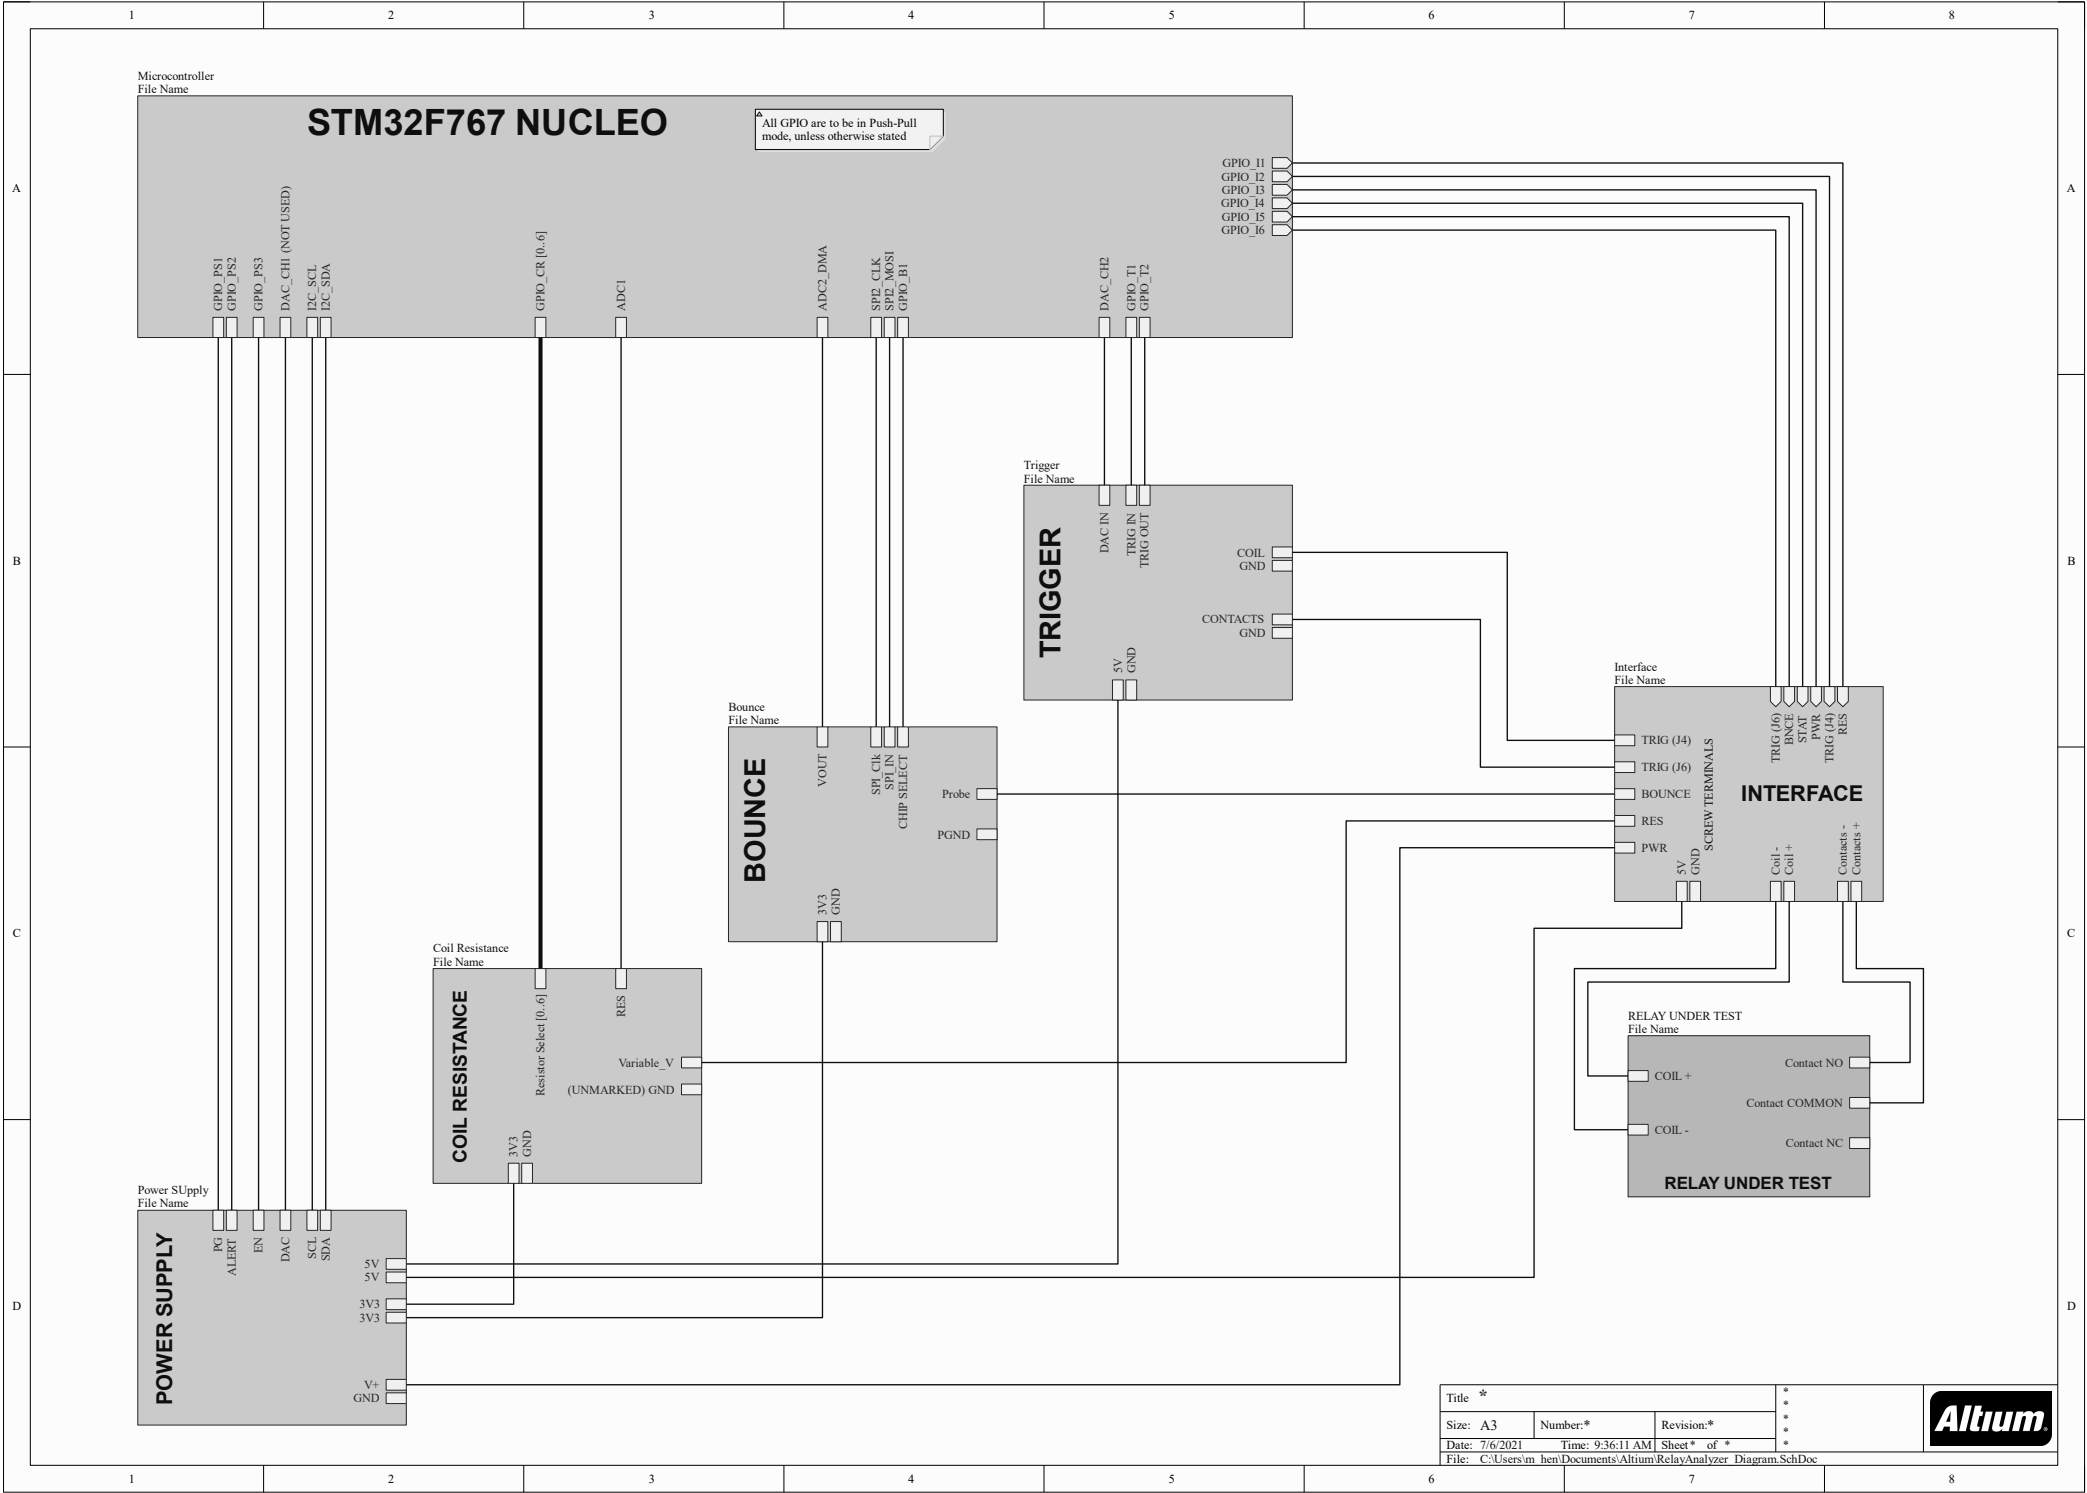 1 2 3 4 5 6 7 8
Microcontroller
File Name
STM32F767 NUCLEO
All GPIO are to be in Push-Pull
mode, unless otherwise stated
GPIO_I1
GPIO_I2
GPIO_I3
GPIO_I4
GPIO_I5
GPIO_I6
A
A
GPIO_PS1
GPIO_PS2
GPIO_PS3
DAC_CH1 (NOT USED)
I2C_SCL
I2C_SDA
GPIO_CR [0..6]
ADC1
ADC2_DMA
SPI2_CLK
SPI2_MOSI
GPIO_B1
DAC_CH2
GPIO_T1
GPIO_T2
Trigger
File Name
TRIGGER
DAC IN
TRIG IN
TRIG OUT
COIL
GND
CONTACTS
GND
5V
GND
B
B
Interface
File Name
TRIG (J6)
BNCE
STAT
PWR
TRIG (J4)
RES
TRIG (J4)
TRIG (J6)
BOUNCE
RES
PWR
SCREW TERMINALS
INTERFACE
5V
GND
Coil -
Coil +
Contacts -
Contacts +
Bounce
File Name
BOUNCE
VOUT
SPI_Clk
SPI_IN
CHIP SELECT
Probe
PGND
3V3
GND
C
C
Coil Resistance
File Name
COIL RESISTANCE
Resistor Select [0..6]
RES
Variable_V
(UNMARKED) GND
3V3
GND
RELAY UNDER TEST
File Name
COIL +
COIL -
Contact NO
Contact COMMON
Contact NC
RELAY UNDER TEST
Power SUpply
File Name
POWER SUPPLY
PG
ALERT
EN
DAC
SCL
SDA
5V
5V
3V3
3V3
V+
GND
D
D
Title *
Size: A3 Number:* Revision:*
Date: 7/6/2021 Time: 9:36:11 AM Sheet * of *
File: C:\Users\m_hen\Documents\Altium\RelayAnalyzer_Diagram.SchDoc
*
*
*
*
*
Altium
1 2 3 4 5 6 7 8